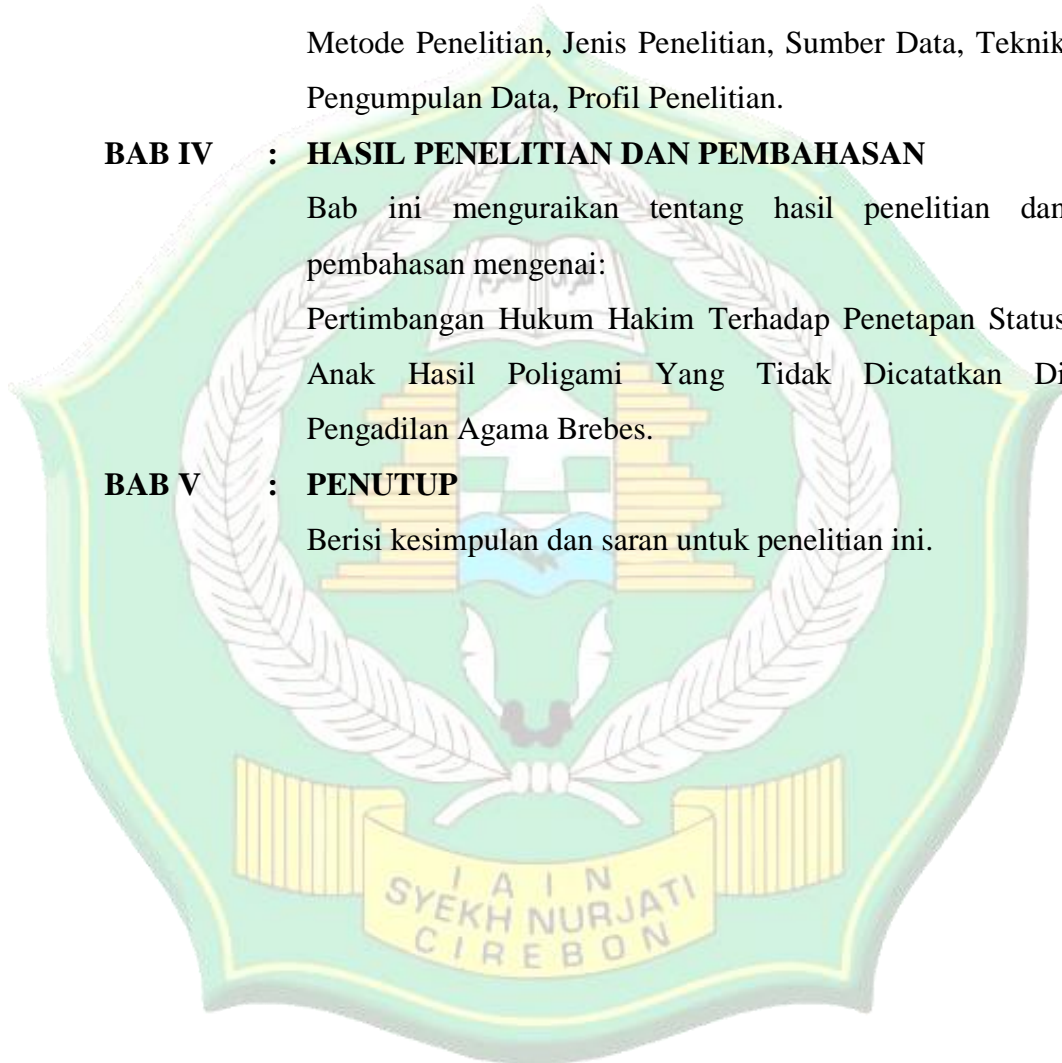 Metode Penelitian, Jenis Penelitian, Sumber Data, Teknik
Pengumpulan Data, Profil Penelitian.
BAB IV : HASIL PENELITIAN DAN PEMBAHASAN
Bab ini menguraikan tentang hasil penelitian dan
pembahasan mengenai:
Pertimbangan Hukum Hakim Terhadap Penetapan Status
Anak Hasil Poligami Yang Tidak Dicatatkan Di
Pengadilan Agama Brebes.
BAB V : PENUTUP
Berisi kesimpulan dan saran untuk penelitian ini.
IAIN
SYEKH NURJATI
CIREBON